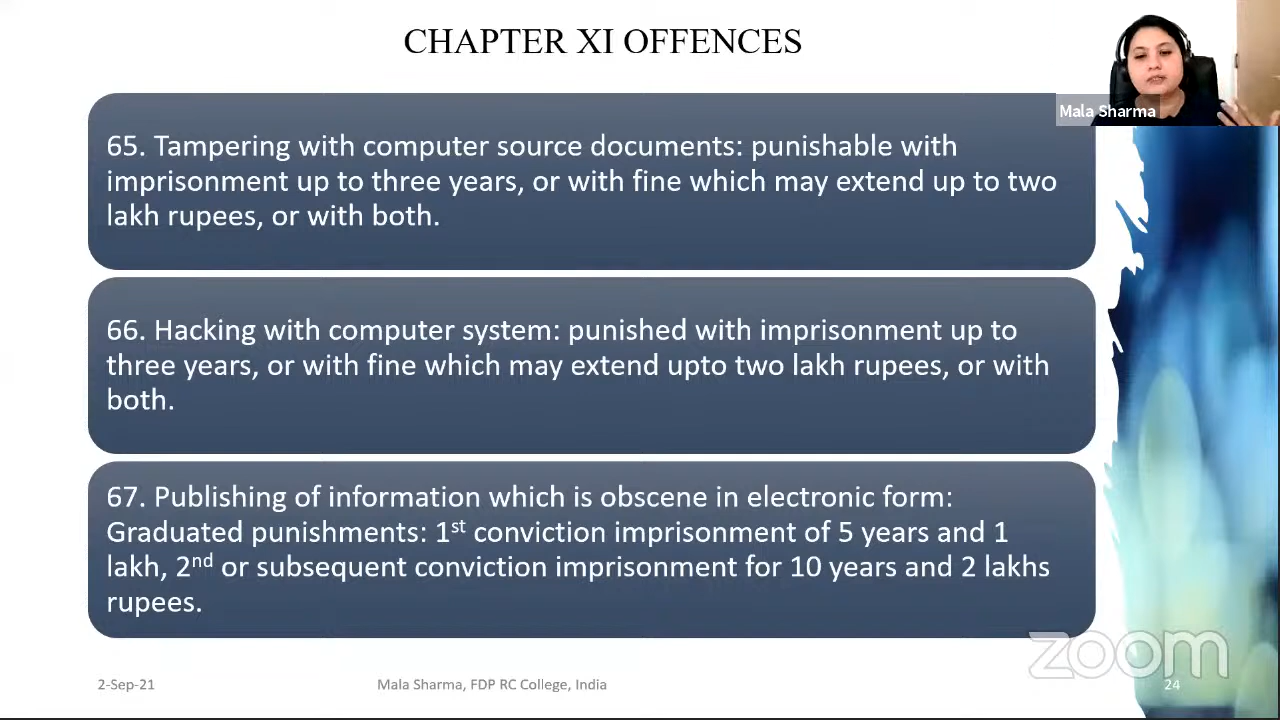 CHAPTER XI OFFENCES
Mala Sharma
65. Tampering with computer source documents: punishable with
imprisonment up to three years, or with fine which may extend up to two
lakh rupees, or with both.
66. Hacking with computer system: punished with imprisonment up to
three years, or with fine which may extend upto two lakh rupees, or with
both.
67. Publishing of information which is obscene in electronic form:
Graduated punishments: 1st conviction imprisonment of 5 years and 1
lakh, 2nd or subsequent conviction imprisonment for 10 years and 2 lakhs
rupees.
zoom
2-Sep-21
Mala Sharma, FDP RC College, India
24